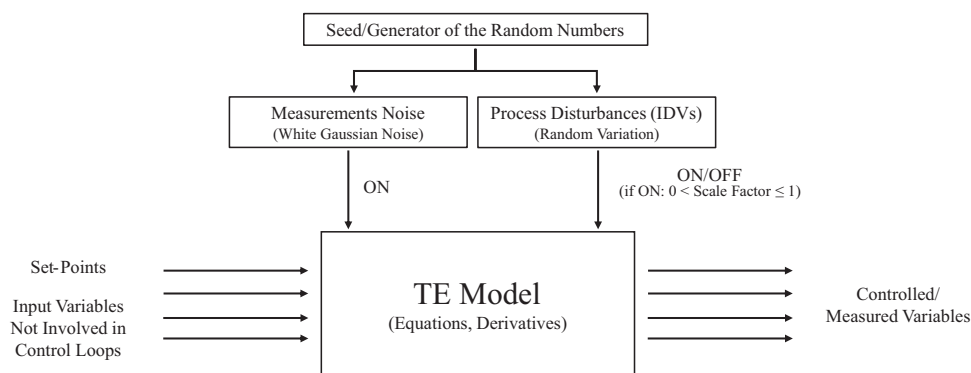 Seed/Generator of the Random Numbers
Measurements Noise
(White Gaussian Noise)
Process Disturbances (IDVs)
(Random Variation)
ON
ON/OFF
(if ON: 0 < Scale Factor ≤ 1)
Set-Points
Input Variables
Not Involved in
Control Loops
TE Model
(Equations, Derivatives)
Controlled/
Measured Variables